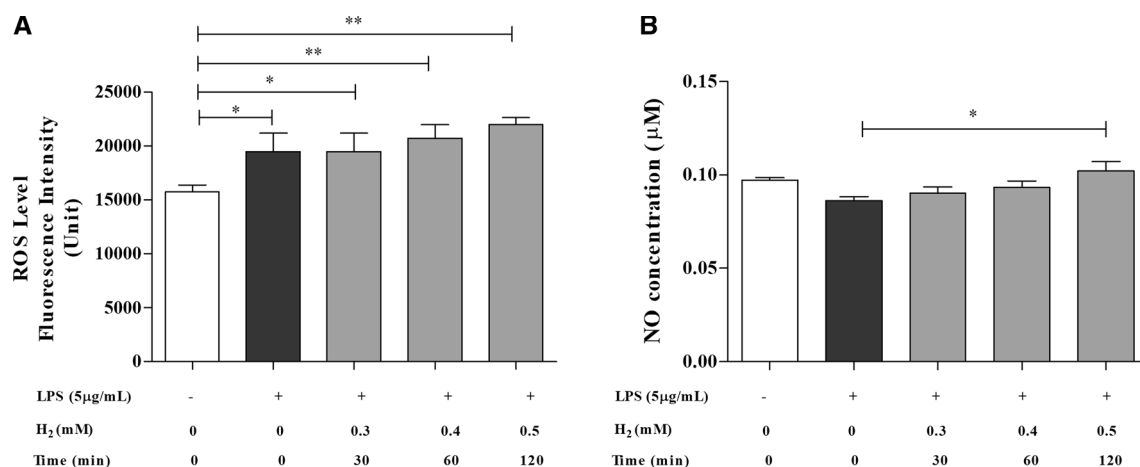 A
**
**
*
*
25000
20000
15000
10000
5000
0
ROS Level
Fluorescence Intensity
(Unit)
LPS (5μg/mL) - + + + +
H2 (mM) 0 0 0.3 0.4 0.5
Time (min) 0 0 30 60 120
B
*
0.15
0.10
0.05
0.00
NO concentration (μM)
LPS (5μg/mL) - + + + +
H2 (mM) 0 0 0.3 0.4 0.5
Time (min) 0 0 30 60 120